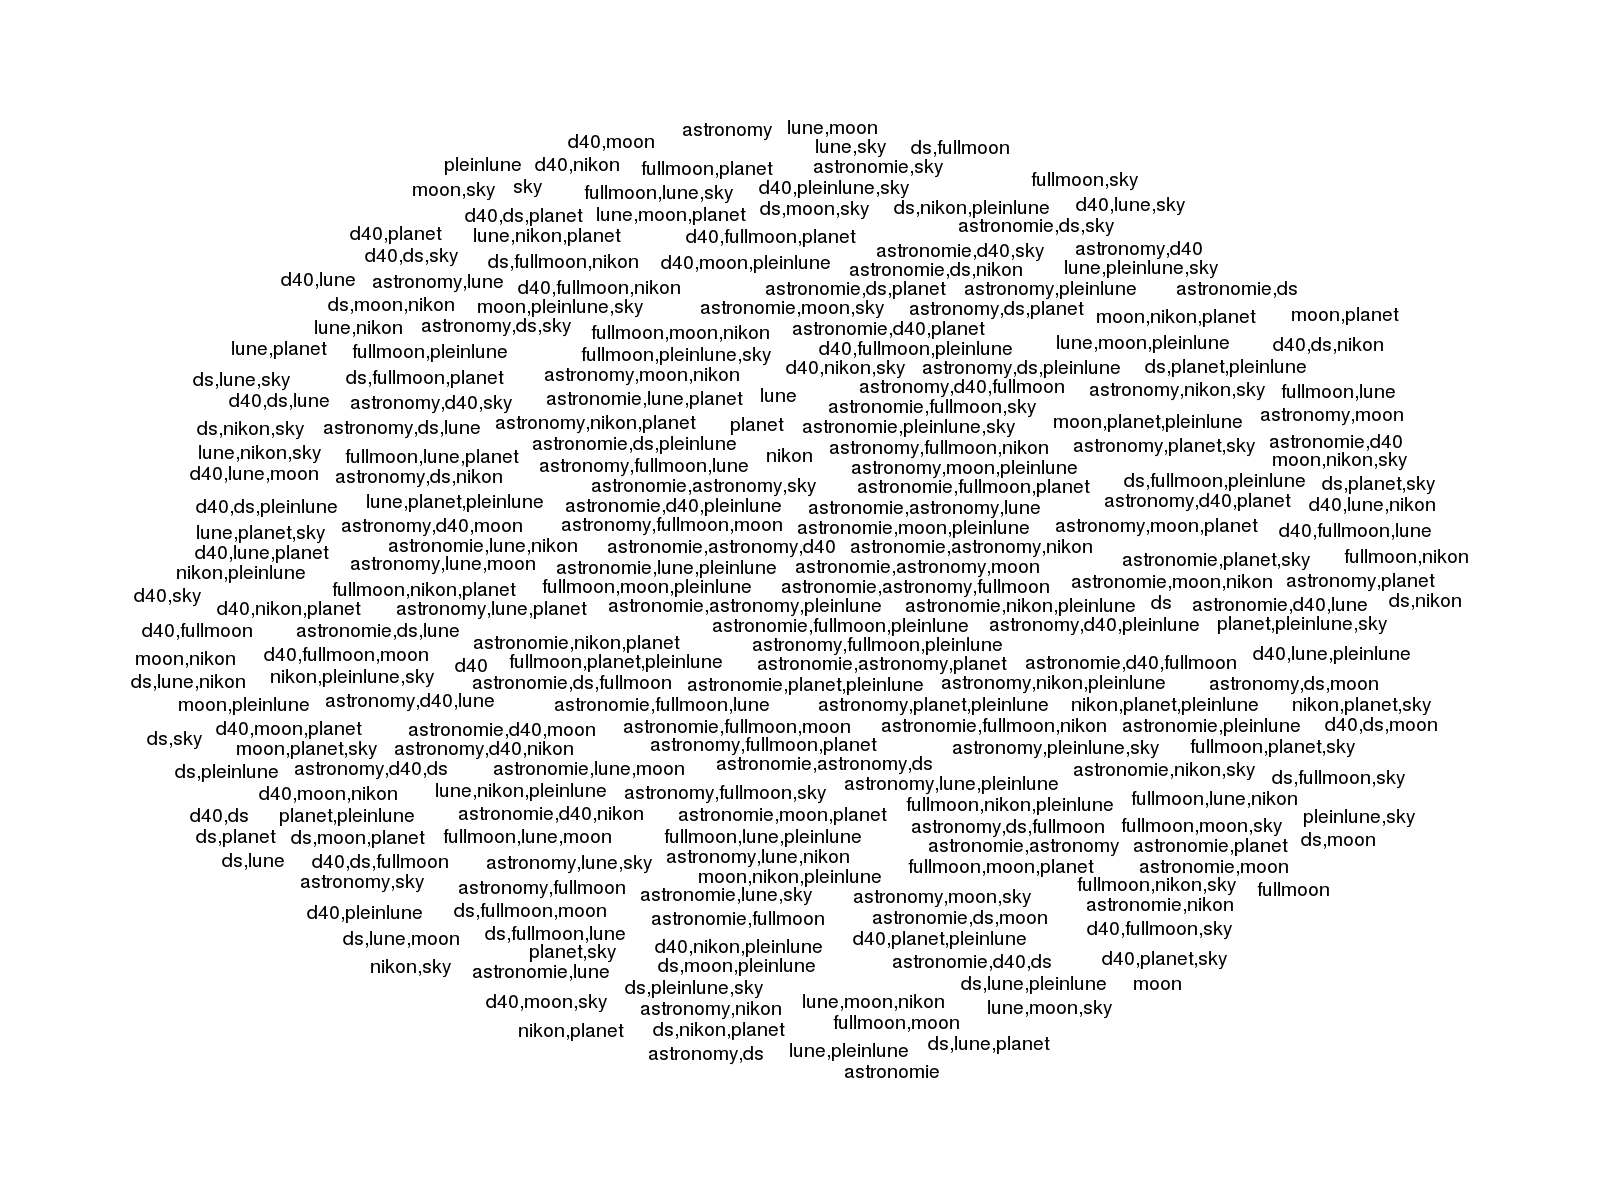 astronomy lune,moon
d40,moon lune,sky ds,fullmoon
pleinlune d40,nikon fullmoon,planet astronomie,sky
moon,sky sky fullmoon,lune,sky d40,pleinlune,sky fullmoon,sky
d40,ds,planet lune,moon,planet ds,moon,sky ds,nikon,pleinlune d40,lune,sky
d40,planet lune,nikon,planet d40,fullmoon,planet astronomie,ds,sky
d40,ds,sky ds,fullmoon,nikon d40,moon,pleinlune astronomie,d40,sky astronomy,d40
astronomie,ds,nikon lune,pleinlune,sky
d40,lune astronomy,lune d40,fullmoon,nikon astronomie,ds,planet astronomy,pleinlune astronomie,ds
ds,moon,nikon moon,pleinlune,sky astronomie,moon,sky astronomy,ds,planet moon,nikon,planet moon,planet
lune,nikon astronomy,ds,sky fullmoon,moon,nikon astronomie,d40,planet
lune,planet fullmoon,pleinlune fullmoon,pleinlune,sky d40,fullmoon,pleinlune lune,moon,pleinlune d40,ds,nikon
ds,lune,sky ds,fullmoon,planet astronomy,moon,nikon d40,nikon,sky astronomy,ds,pleinlune ds,planet,pleinlune
d40,ds,lune astronomy,d40,sky astronomie,lune,planet lune astronomy,d40,fullmoon astronomy,nikon,sky fullmoon,lune
astronomie,fullmoon,sky
ds,nikon,sky astronomy,ds,lune astronomy,nikon,planet planet astronomie,pleinlune,sky moon,planet,pleinlune astronomy,moon
lune,nikon,sky fullmoon,lune,planet astronomie,ds,pleinlune nikon astronomy,fullmoon,nikon astronomy,planet,sky astronomie,d40
moon,nikon,sky
d40,lune,moon astronomy,ds,nikon astronomy,fullmoon,lune astronomy,moon,pleinlune
astronomie,astronomy,sky astronomie,fullmoon,planet ds,fullmoon,pleinlune ds,planet,sky
d40,ds,pleinlune lune,planet,pleinlune astronomie,d40,pleinlune astronomie,astronomy,lune astronomy,d40,planet d40,lune,nikon
lune,planet,sky astronomy,d40,moon astronomy,fullmoon,moon astronomie,moon,pleinlune astronomy,moon,planet d40,fullmoon,lune
d40,lune,planet astronomie,lune,nikon astronomie,astronomy,d40 astronomie,astronomy,nikon
nikon,pleinlune astronomy,lune,moon astronomie,lune,pleinlune astronomie,astronomy,moon astronomie,planet,sky fullmoon,nikon
d40,sky fullmoon,nikon,planet fullmoon,moon,pleinlune astronomie,astronomy,fullmoon astronomie,moon,nikon astronomy,planet
d40,nikon,planet astronomy,lune,planet astronomie,astronomy,pleinlune astronomie,nikon,pleinlune ds astronomie,d40,lune ds,nikon
d40,fullmoon astronomie,ds,lune astronomie,fullmoon,pleinlune astronomy,d40,pleinlune planet,pleinlune,sky
astronomie,nikon,planet astronomy,fullmoon,pleinlune
moon,nikon d40,fullmoon,moon d40 fullmoon,planet,pleinlune astronomie,astronomy,planet astronomie,d40,fullmoon d40,lune,pleinlune
ds,lune,nikon nikon,pleinlune,sky astronomie,ds,fullmoon astronomie,planet,pleinlune astronomy,nikon,pleinlune astronomy,ds,moon
moon,pleinlune astronomy,d40,lune astronomie,fullmoon,lune astronomy,planet,pleinlune nikon,planet,pleinlune nikon,planet,sky
ds,sky d40,moon,planet astronomie,d40,moon astronomie,fullmoon,moon astronomie,fullmoon,nikon astronomie,pleinlune d40,ds,moon
moon,planet,sky astronomy,d40,nikon astronomy,fullmoon,planet astronomy,pleinlune,sky fullmoon,planet,sky
ds,pleinlune astronomy,d40,ds astronomie,lune,moon astronomie,astronomy,ds astronomie,nikon,sky ds,fullmoon,sky
d40,moon,nikon lune,nikon,pleinlune astronomy,fullmoon,sky astronomy,lune,pleinlune fullmoon,lune,nikon
d40,ds planet,pleinlune astronomie,d40,nikon astronomie,moon,planet fullmoon,nikon,pleinlune pleinlune,sky
ds,planet ds,moon,planet fullmoon,lune,moon fullmoon,lune,pleinlune astronomy,ds,fullmoon fullmoon,moon,sky ds,moon
astronomie,astronomy astronomie,planet
ds,lune d40,ds,fullmoon astronomy,lune,sky astronomy,lune,nikon fullmoon,moon,planet astronomie,moon
astronomy,sky astronomy,fullmoon moon,nikon,pleinlune fullmoon,nikon,sky fullmoon
astronomie,lune,sky astronomy,moon,sky astronomie,nikon
d40,pleinlune ds,fullmoon,moon astronomie,fullmoon astronomie,ds,moon
ds,lune,moon ds,fullmoon,lune d40,nikon,pleinlune d40,planet,pleinlune d40,fullmoon,sky
planet,sky
nikon,sky astronomie,lune ds,moon,pleinlune astronomie,d40,ds d40,planet,sky
ds,pleinlune,sky ds,lune,pleinlune moon
d40,moon,sky astronomy,nikon lune,moon,nikon lune,moon,sky
nikon,planet ds,nikon,planet fullmoon,moon
astronomy,ds lune,pleinlune ds,lune,planet
astronomie